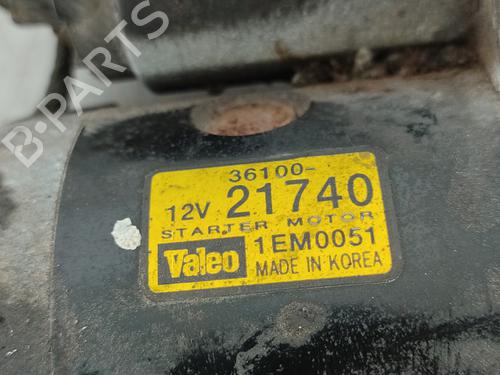 B-PARTS
36100-
12V 21740
STARTER MOTOR
Valeo 1EM0051
MADE IN KOREA